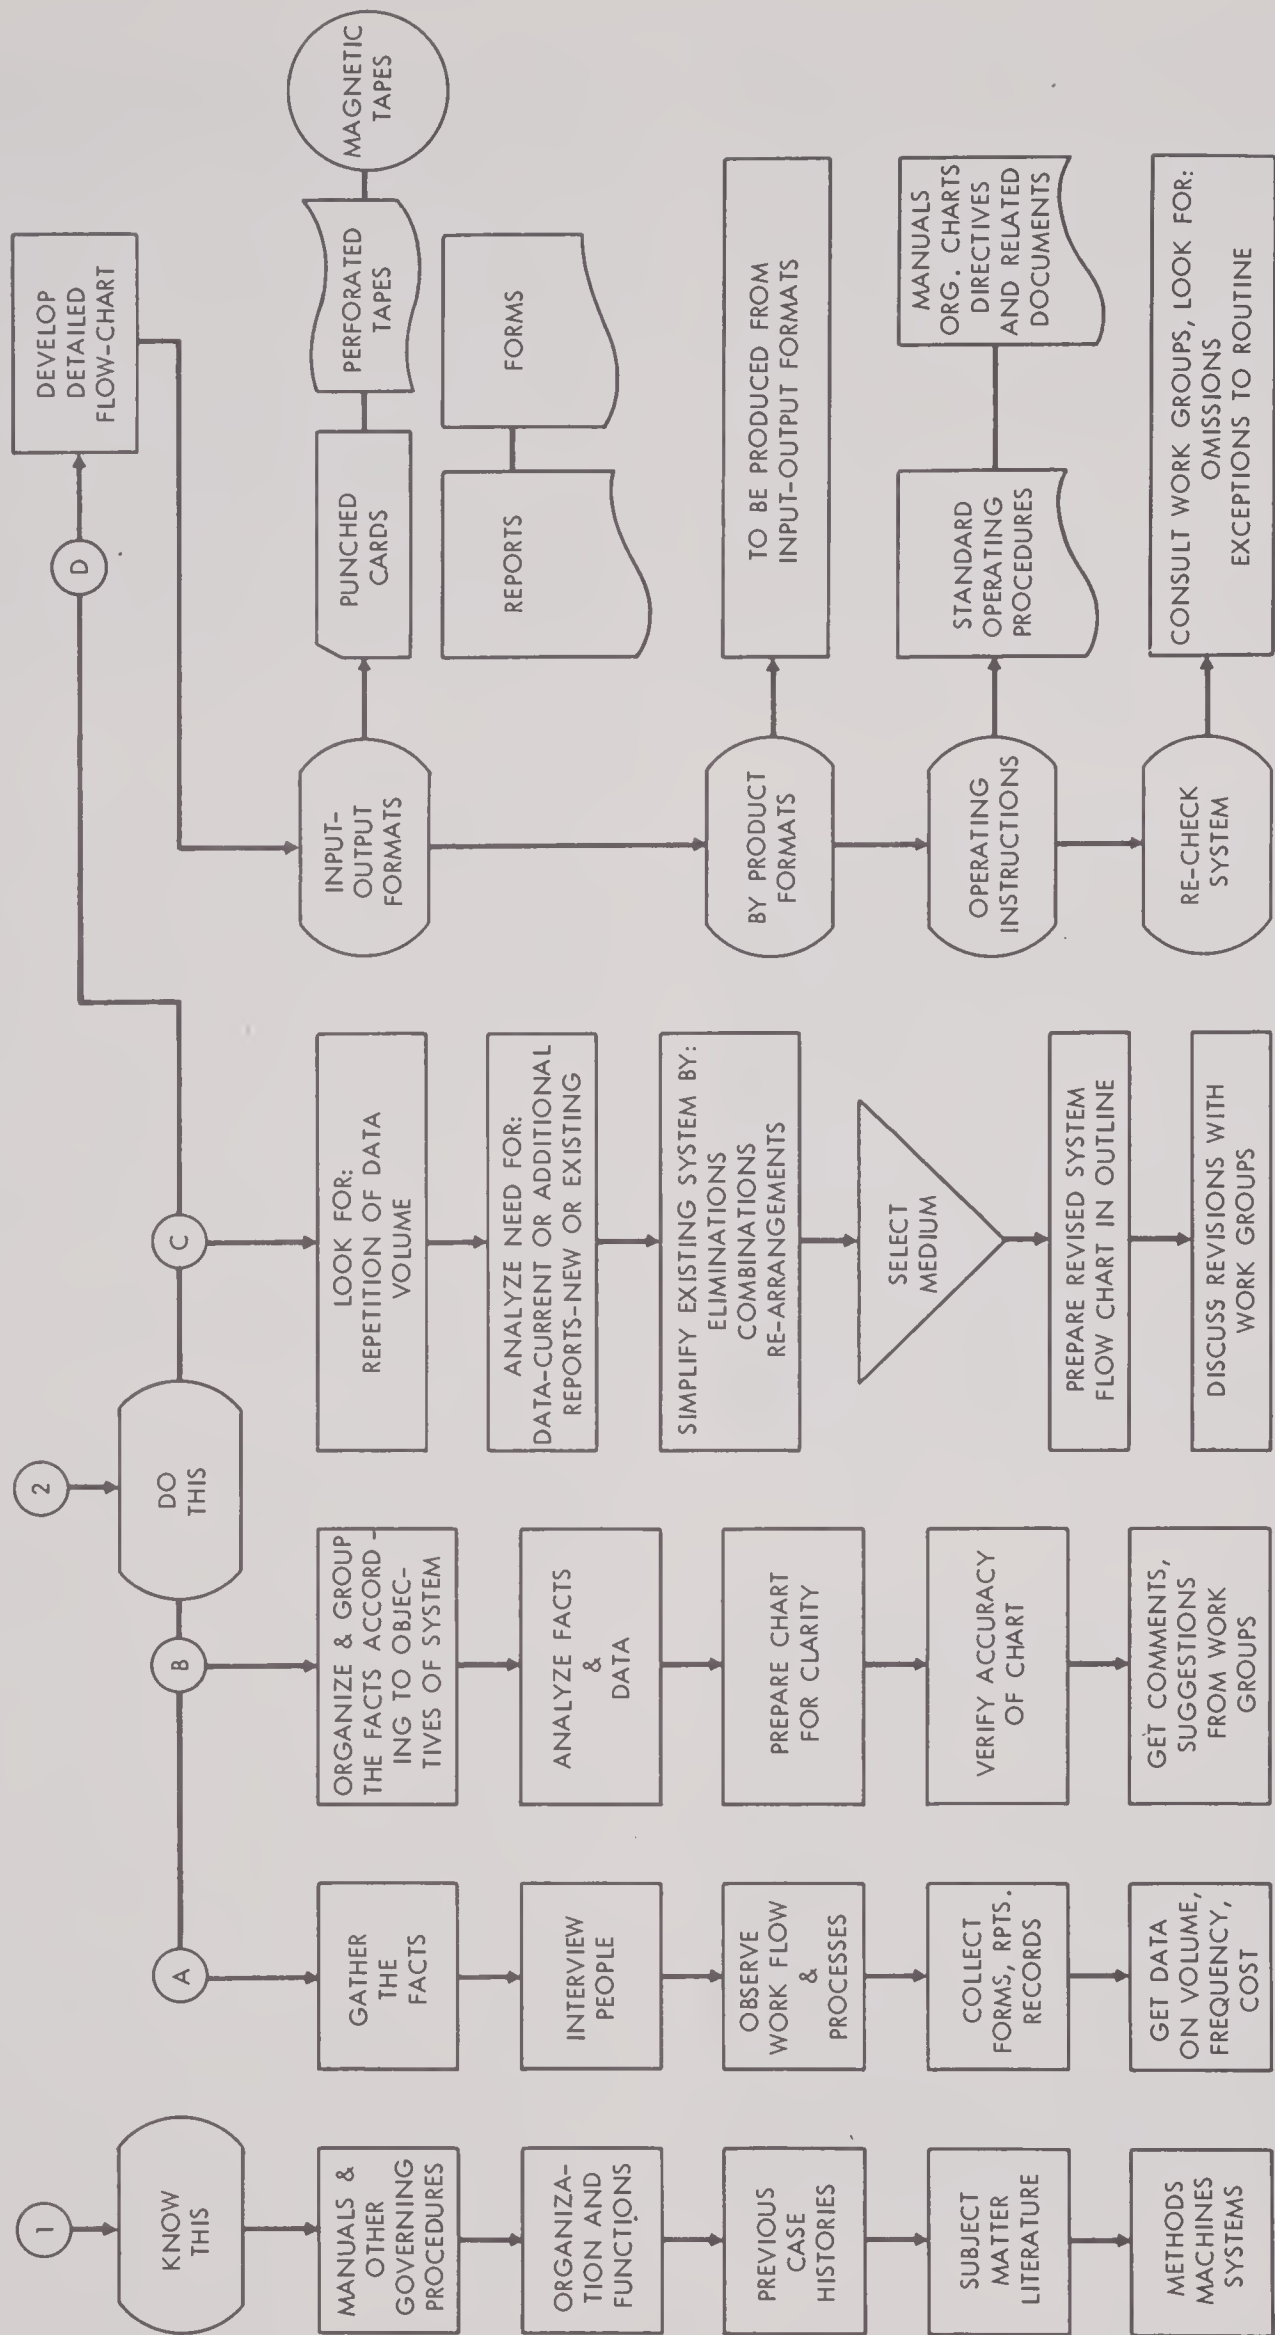 1
KNOW
THIS
MANUALS &
OTHER
GOVERNING
PROCEDURES
ORGANIZA-
TION AND
FUNCTIONS
PREVIOUS
CASE
HISTORIES
SUBJECT
MATTER
LITERATURE
METHODS
MACHINES
SYSTEMS
2
DO
THIS
A
GATHER
THE
FACTS
INTERVIEW
PEOPLE
OBSERVE
WORK FLOW
&
PROCESSES
COLLECT
FORMS, RPTS.
RECORDS
GET DATA
ON VOLUME,
FREQUENCY,
COST
B
ORGANIZE & GROUP
THE FACTS ACCORD-
ING TO OBJEC-
TIVES OF SYSTEM
ANALYZE FACTS
&
DATA
PREPARE CHART
FOR CLARITY
VERIFY ACCURACY
OF CHART
GET COMMENTS,
SUGGESTIONS
FROM WORK
GROUPS
C
LOOK FOR:
REPETITION OF DATA
VOLUME
ANALYZE NEED FOR:
DATA-CURRENT OR ADDITIONAL
REPORTS-NEW OR EXISTING
SIMPLIFY EXISTING SYSTEM BY:
ELIMINATIONS
COMBINATIONS
RE-ARRANGEMENTS
SELECT
MEDIUM
PREPARE REVISED SYSTEM
FLOW CHART IN OUTLINE
DISCUSS REVISIONS WITH
WORK GROUPS
D
DEVELOP
DETAILED
FLOW-CHART
INPUT-
OUTPUT
FORMATS
PUNCHED
CARDS
PERFORATED
TAPES
MAGNETIC
TAPES
REPORTS
FORMS
BY PRODUCT
FORMATS
TO BE PRODUCED FROM
INPUT-OUTPUT FORMATS
OPERATING
INSTRUCTIONS
STANDARD
OPERATING
PROCEDURES
MANUALS
ORG. CHARTS
DIRECTIVES
AND RELATED
DOCUMENTS
RE-CHECK
SYSTEM
CONSULT WORK GROUPS, LOOK FOR:
OMISSIONS
EXCEPTIONS TO ROUTINE